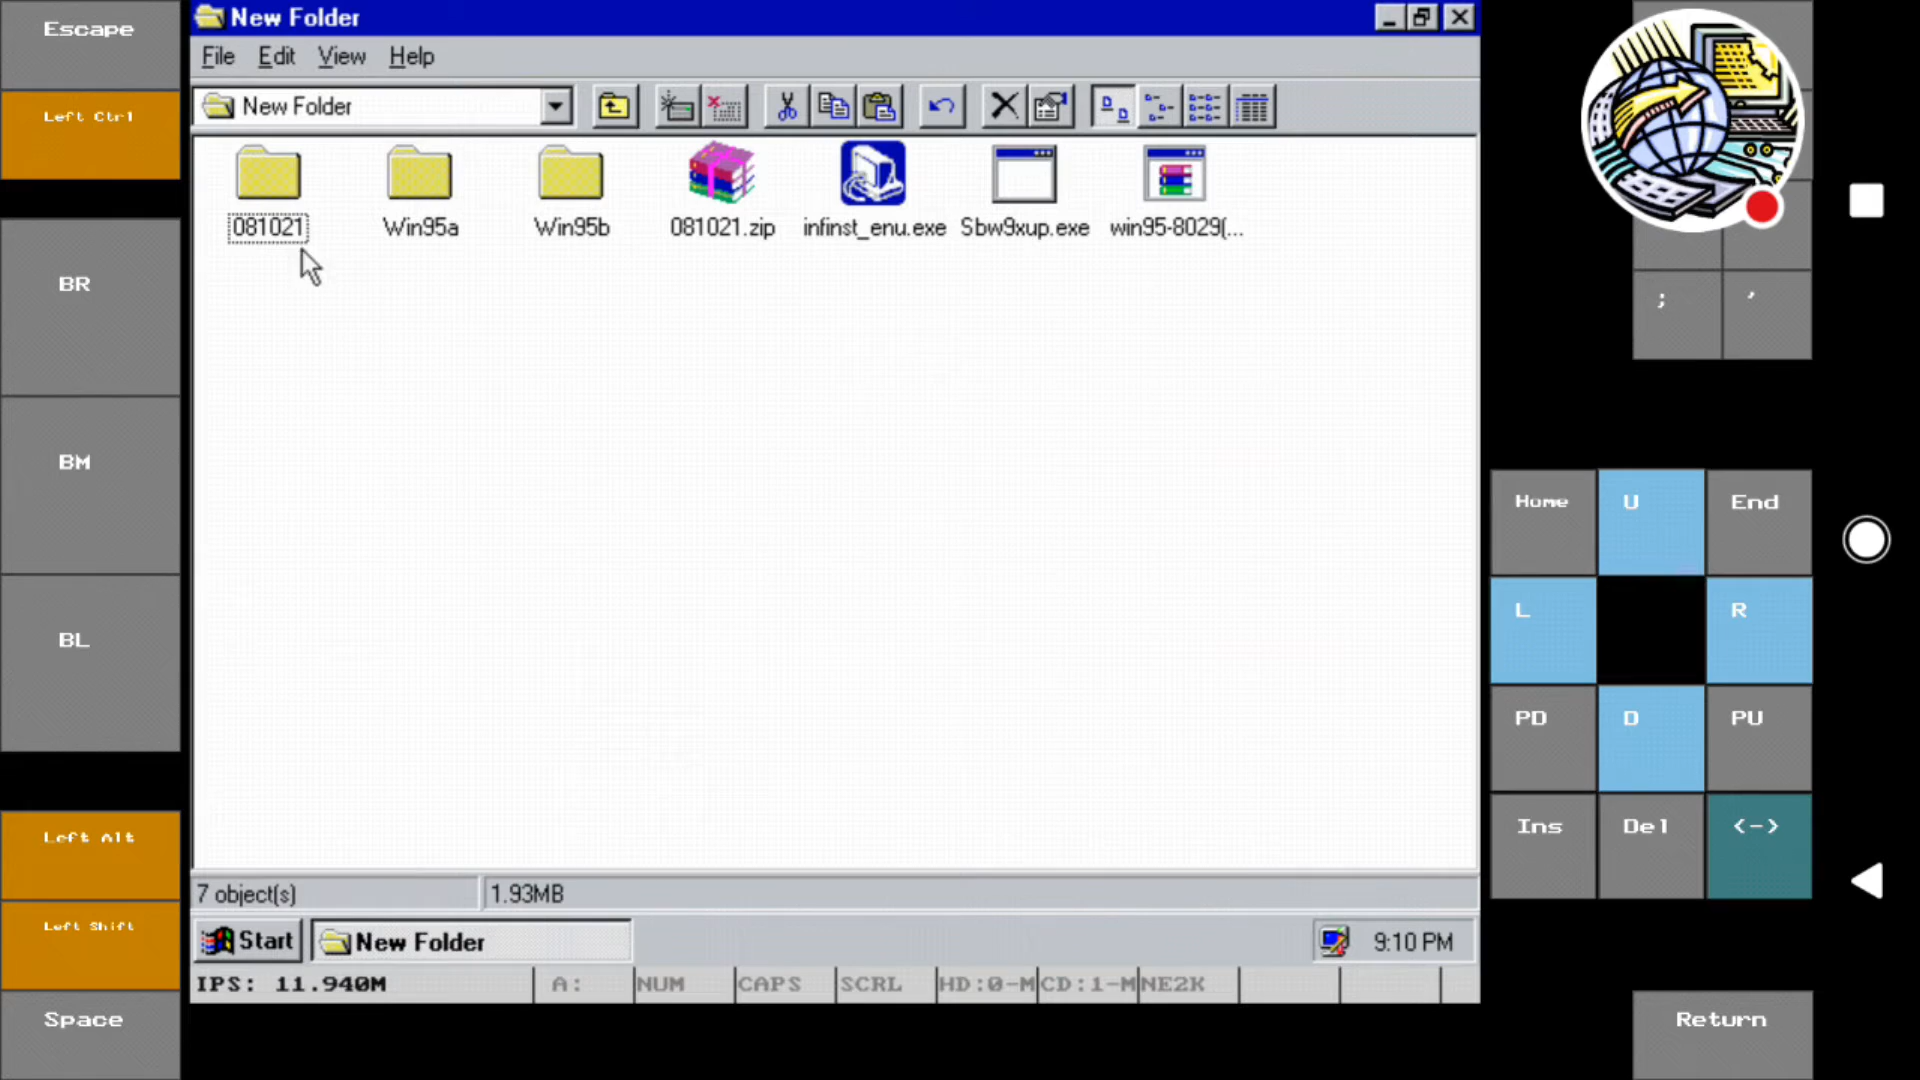 Escape
Left Ctrl
BR
BM
BL
Left Alt
Left Shift
Space
New Folder
File Edit View Help
New Folder
081021 Win95a Win95b 081021.zip infinst_enu.exe Sbw9xup.exe win95-8029(...
7 object(s) 1.93MB
Start New Folder 9:10 PM
IPS: 11.940M A: NUM CAPS SCRL HD:0-M CD:1-M NE2K
; '
Home U End
L R
PD D PU
Ins Del <->
Return